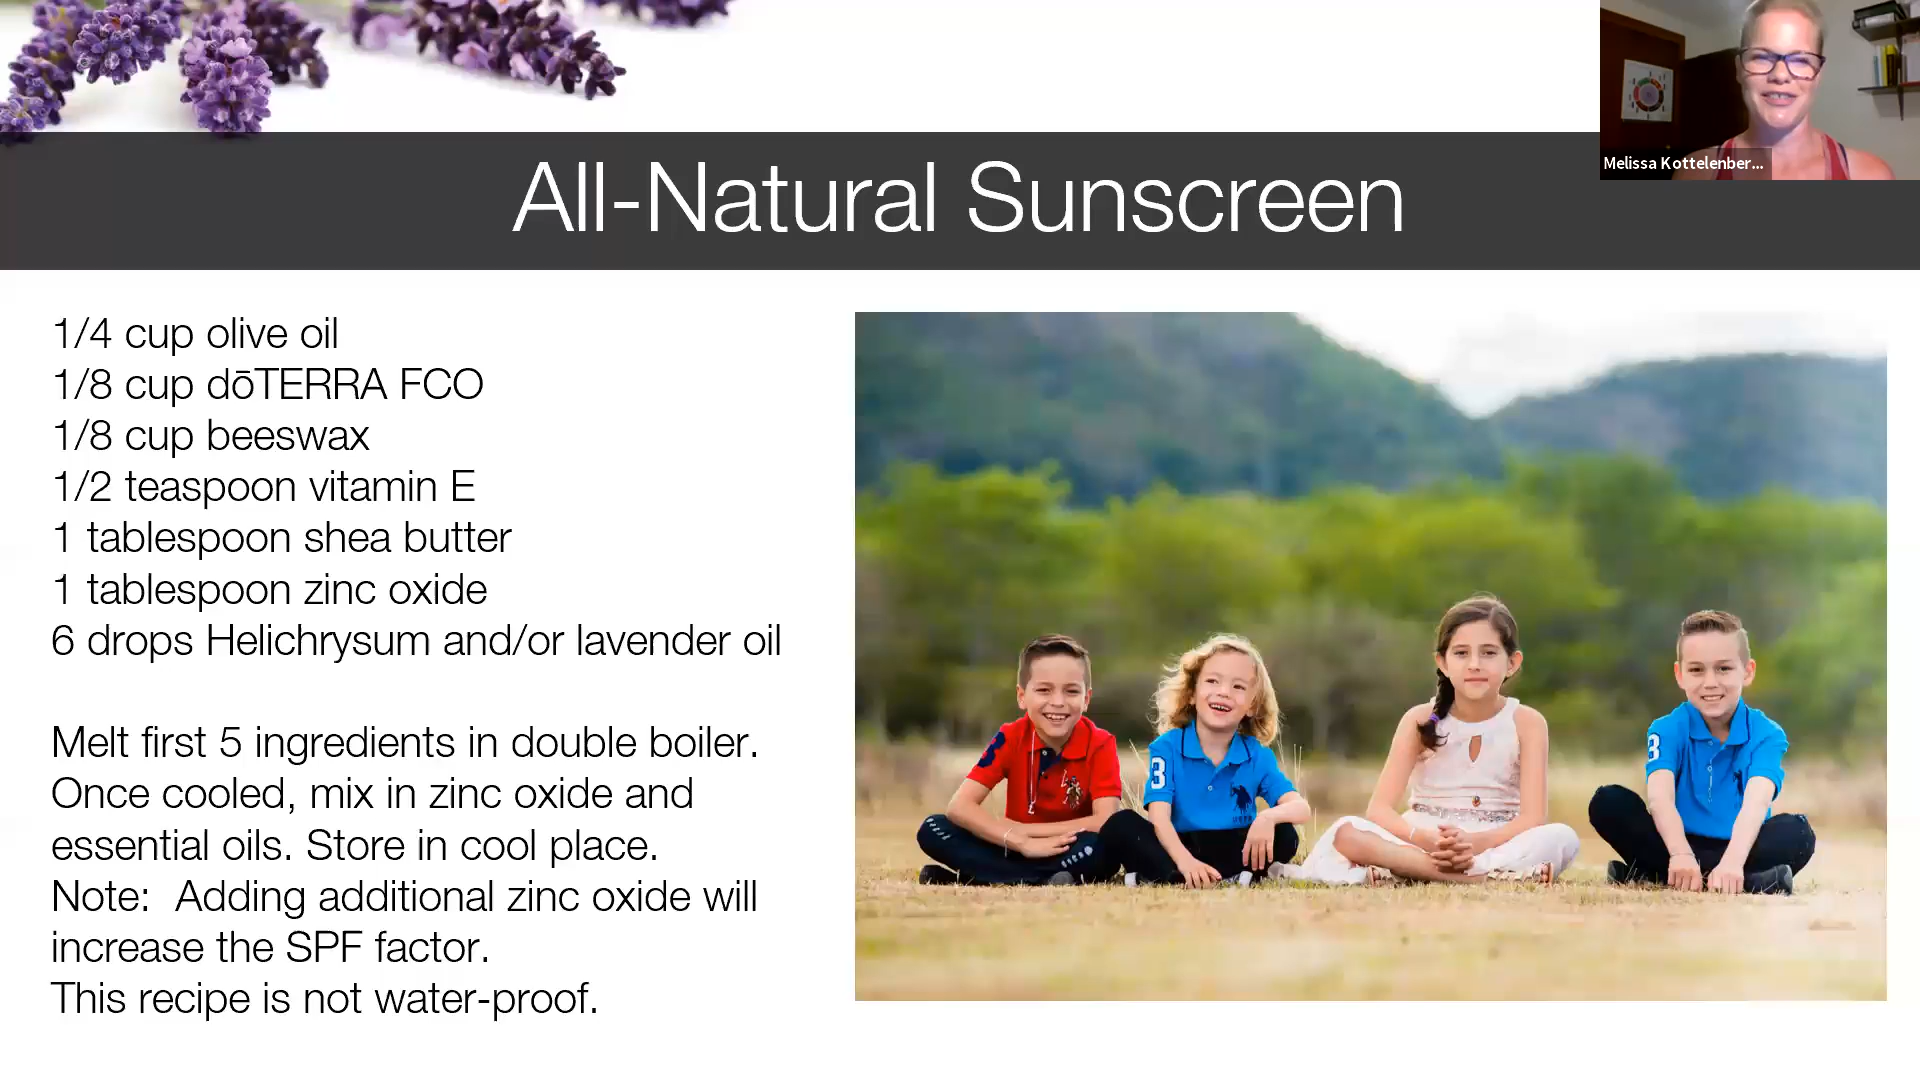 Melissa Kottelenber...
All-Natural Sunscreen
1/4 cup olive oil
1/8 cup dōTERRA FCO
1/8 cup beeswax
1/2 teaspoon vitamin E
1 tablespoon shea butter
1 tablespoon zinc oxide
6 drops Helichrysum and/or lavender oil
Melt first 5 ingredients in double boiler.
Once cooled, mix in zinc oxide and
essential oils. Store in cool place.
Note:  Adding additional zinc oxide will
increase the SPF factor.
This recipe is not water-proof.
3
3
3